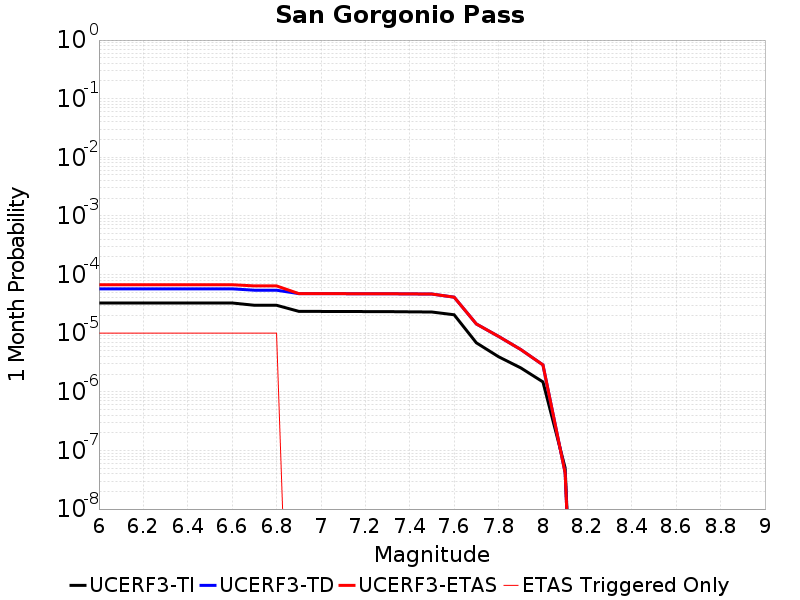 San Gorgonio Pass
10^0
10^-1
10^-2
10^-3
10^-4
10^-5
10^-6
10^-7
10^-8
1 Month Probability
6 6.2 6.4 6.6 6.8 7 7.2 7.4 7.6 7.8 8 8.2 8.4 8.6 8.8 9
Magnitude
UCERF3-TI UCERF3-TD UCERF3-ETAS ETAS Triggered Only